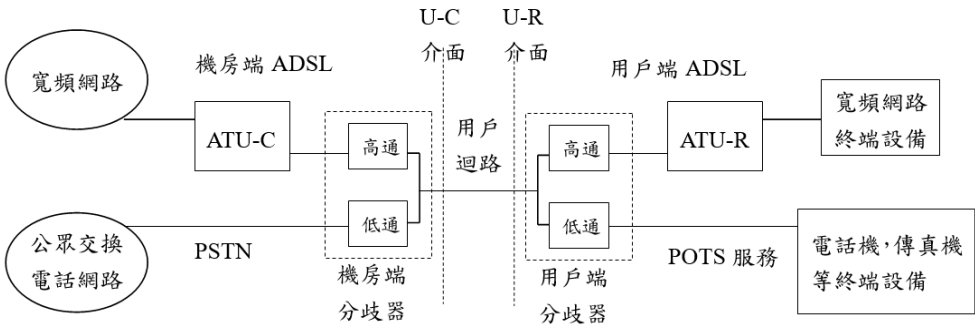 U-C
介面
U-R
介面
寬頻網路
機房端 ADSL
用戶端 ADSL
ATU-C
高通
用戶
迴路
高通
ATU-R
寬頻網路
終端設備
公眾交換
電話網路
PSTN
低通
低通
POTS 服務
電話機,傳真機
等終端設備
機房端
分歧器
用戶端
分歧器